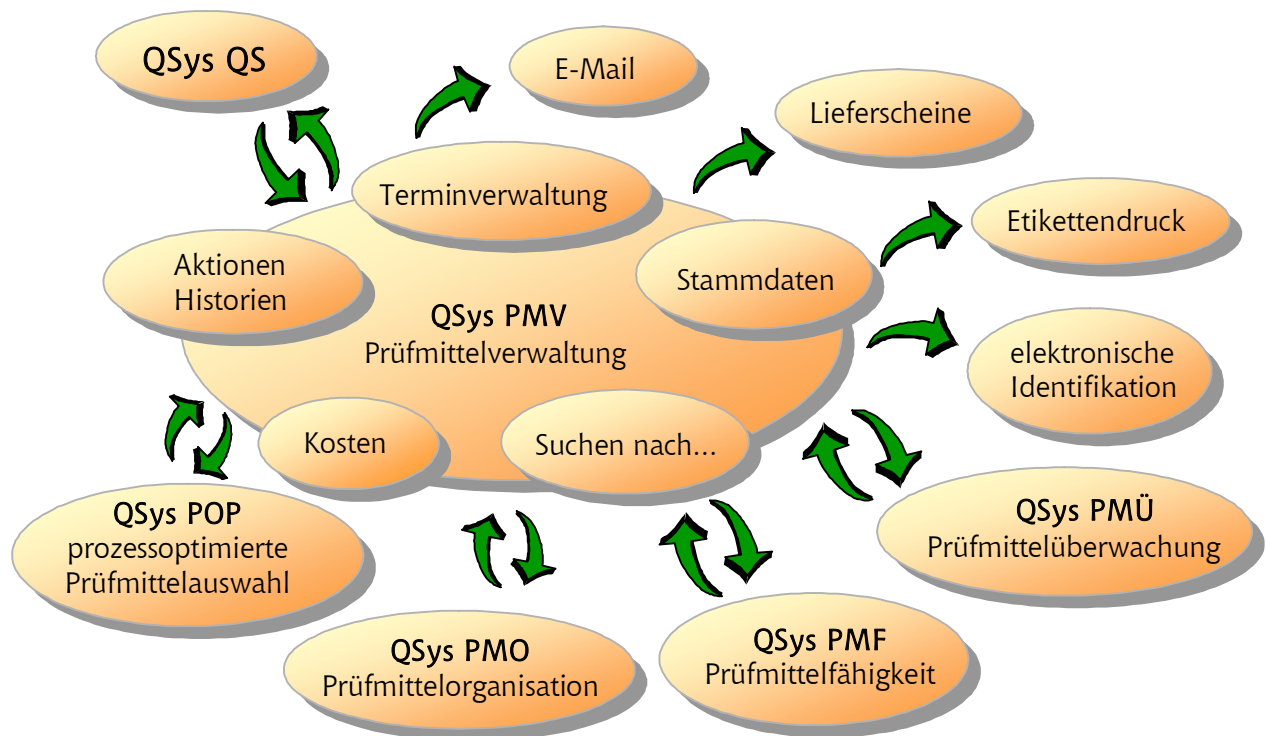 QSys QS
E-Mail
Lieferscheine
Terminverwaltung
Etikettendruck
Aktionen
Historien
Stammdaten
QSys PMV
Prüfmittelverwaltung
elektronische
Identifikation
Kosten
Suchen nach...
QSys POP
prozessoptimierte
Prüfmittelauswahl
QSys PMÜ
Prüfmittelüberwachung
QSys PMO
Prüfmittelorganisation
QSys PMF
Prüfmittelfähigkeit